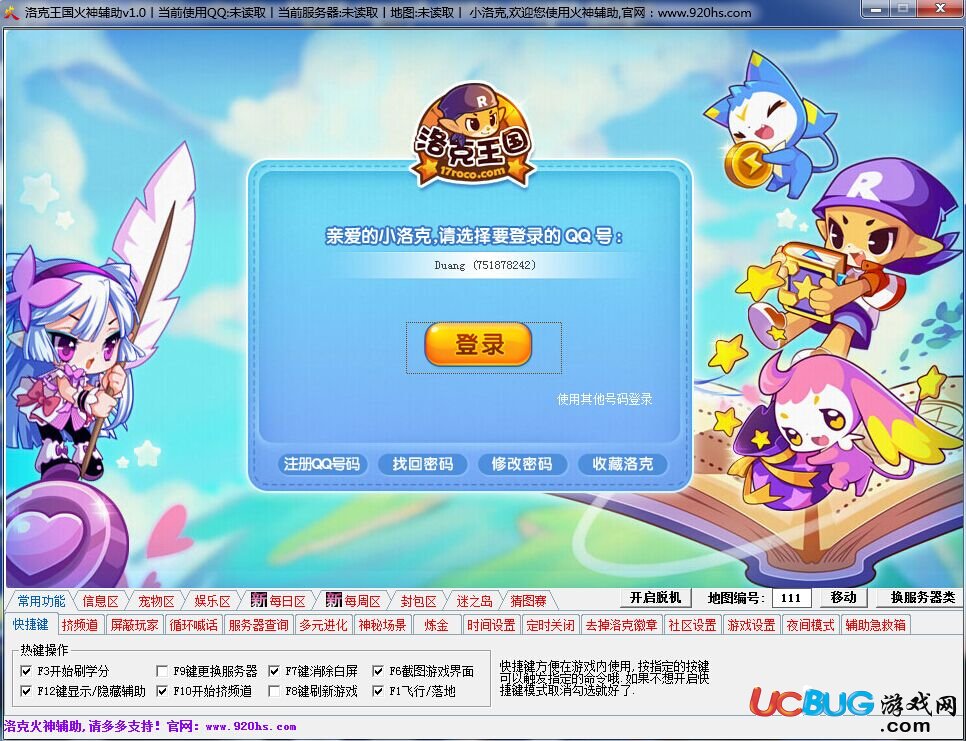 洛克王国火神辅助v1.0丨当前使用QQ:未读取丨当前服务器:未读取丨地图:未读取丨 小洛克,欢迎您使用火神辅助,官网：www.920hs.com
R
洛克王国
17roco.com
R
亲爱的小洛克,请选择要登录的 QQ 号：
Duang (751878242)
登录
使用其他号码登录
注册QQ号码 找回密码 修改密码 收藏洛克
常用功能 信息区 宠物区 娱乐区 新每日区 新每周区 封包区 迷之岛 猜图赛 开启脱机 地图编号： 111 移动 换服务器类
快捷键 挤频道 屏蔽玩家 循环喊话 服务器查询 多元进化 神秘场景 炼金 时间设置 定时关闭 去掉洛克徽章 社区设置 游戏设置 夜间模式 辅助急救箱
热键操作
F3开始刷学分 F9键更换服务器 F7键消除白屏 F6截图游戏界面
F12键显示/隐藏辅助 F10开始挤频道 F8键刷新游戏 F1飞行/落地
快捷键方便在游戏内使用,按指定的按键
可以触发指定的命令哦.如果不想开启快
捷键模式取消勾选就好了.
洛克火神辅助,请多多支持！官网：www.920hs.com
UCBUG游戏网
.com